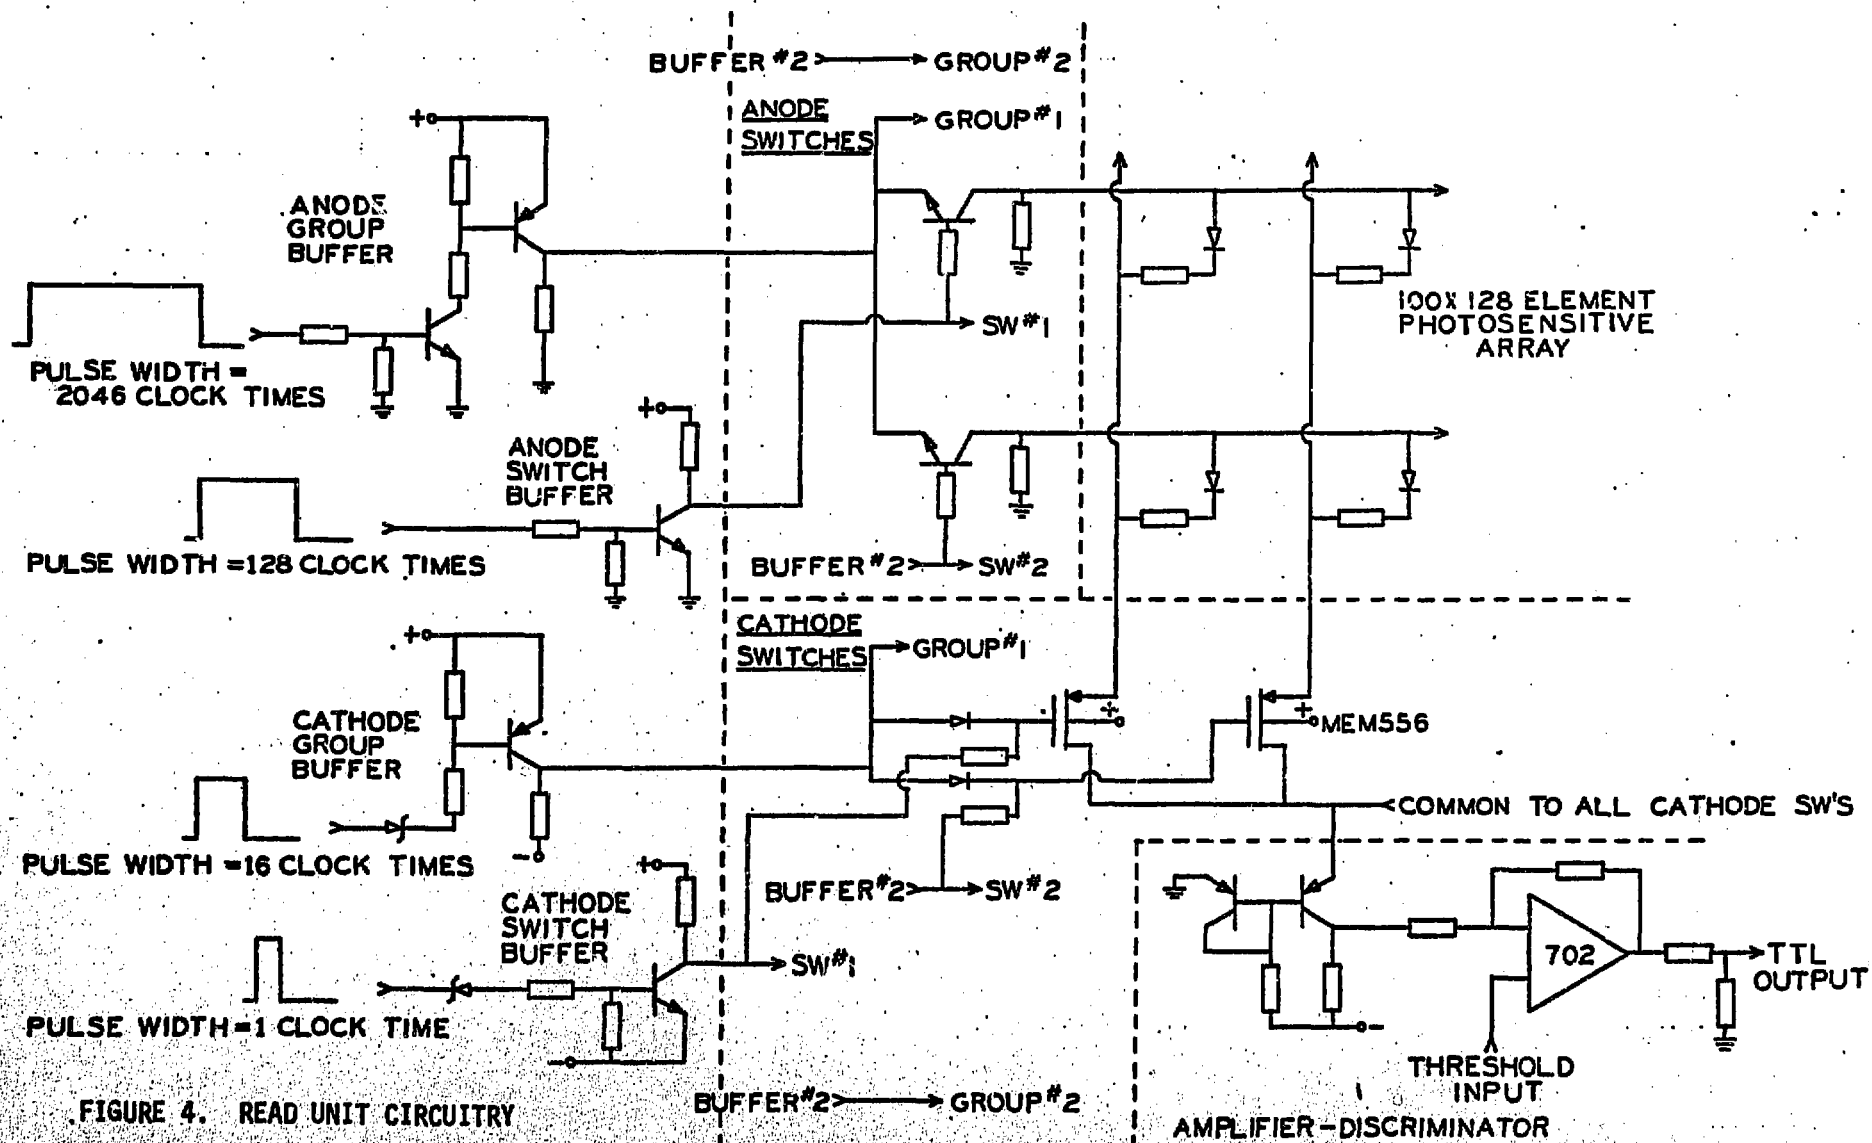 BUFFER #2 GROUP #2
ANODE
SWITCHES
GROUP #1
ANODE
GROUP
BUFFER
PULSE WIDTH =
2046 CLOCK TIMES
SW #1
100X 128 ELEMENT
PHOTOSENSITIVE
ARRAY
ANODE
SWITCH
BUFFER
PULSE WIDTH =128 CLOCK TIMES
BUFFER #2 SW #2
CATHODE
SWITCHES
GROUP #1
CATHODE
GROUP
BUFFER
MEM556
PULSE WIDTH =16 CLOCK TIMES
COMMON TO ALL CATHODE SW'S
BUFFER #2 SW #2
CATHODE
SWITCH
BUFFER
SW #1
702
TTL
OUTPUT
PULSE WIDTH=1 CLOCK TIME
THRESHOLD
INPUT
BUFFER #2 GROUP #2
AMPLIFIER-DISCRIMINATOR
FIGURE 4. READ UNIT CIRCUITRY